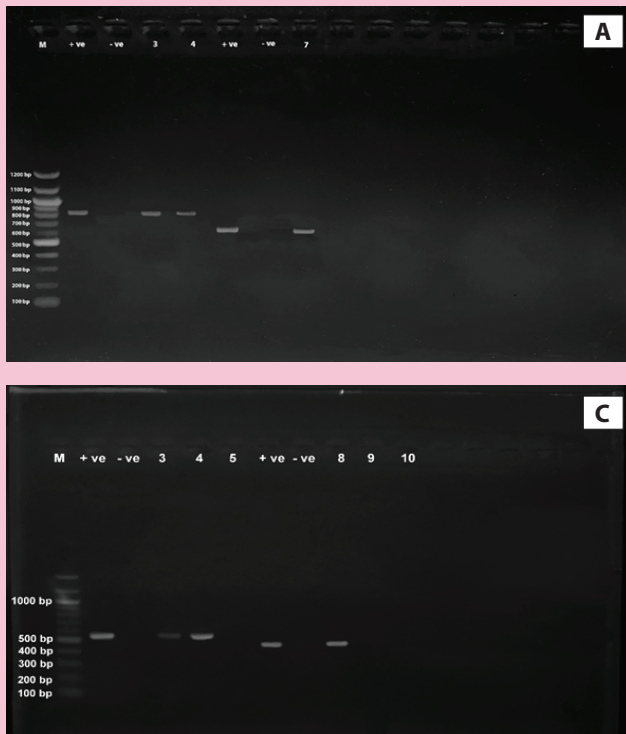 A
M +ve -ve 3 4 +ve -ve 7
1200 bp
1100 bp
1000 bp
900 bp
800 bp
700 bp
600 bp
500 bp
400 bp
300 bp
200 bp
100 bp
C
M + ve - ve 3 4 5 + ve - ve 8 9 10
1000 bp
500 bp
400 bp
300 bp
200 bp
100 bp